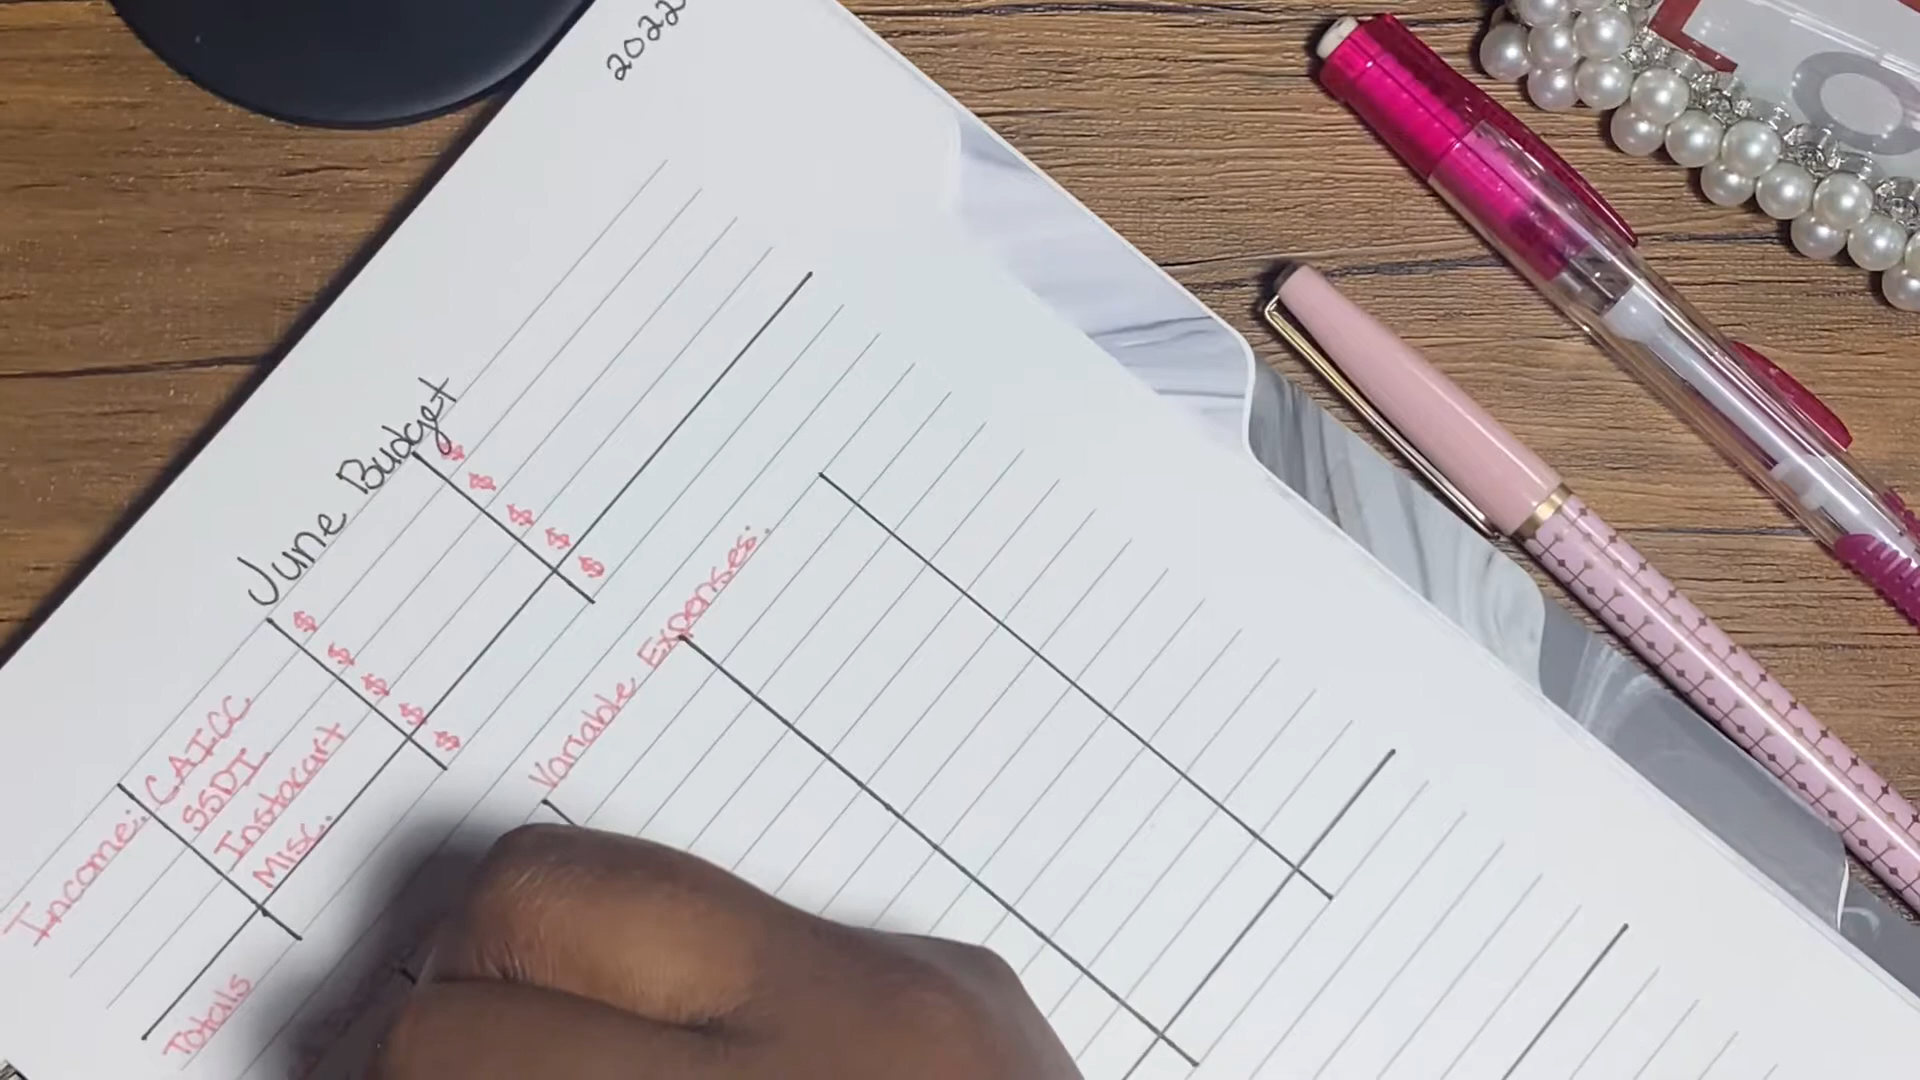 2022
June Budget
Income: CAICC $ $
SSDI $ $
Instacart $ $
Misc. $ $
Totals $ $
Variable Expenses: